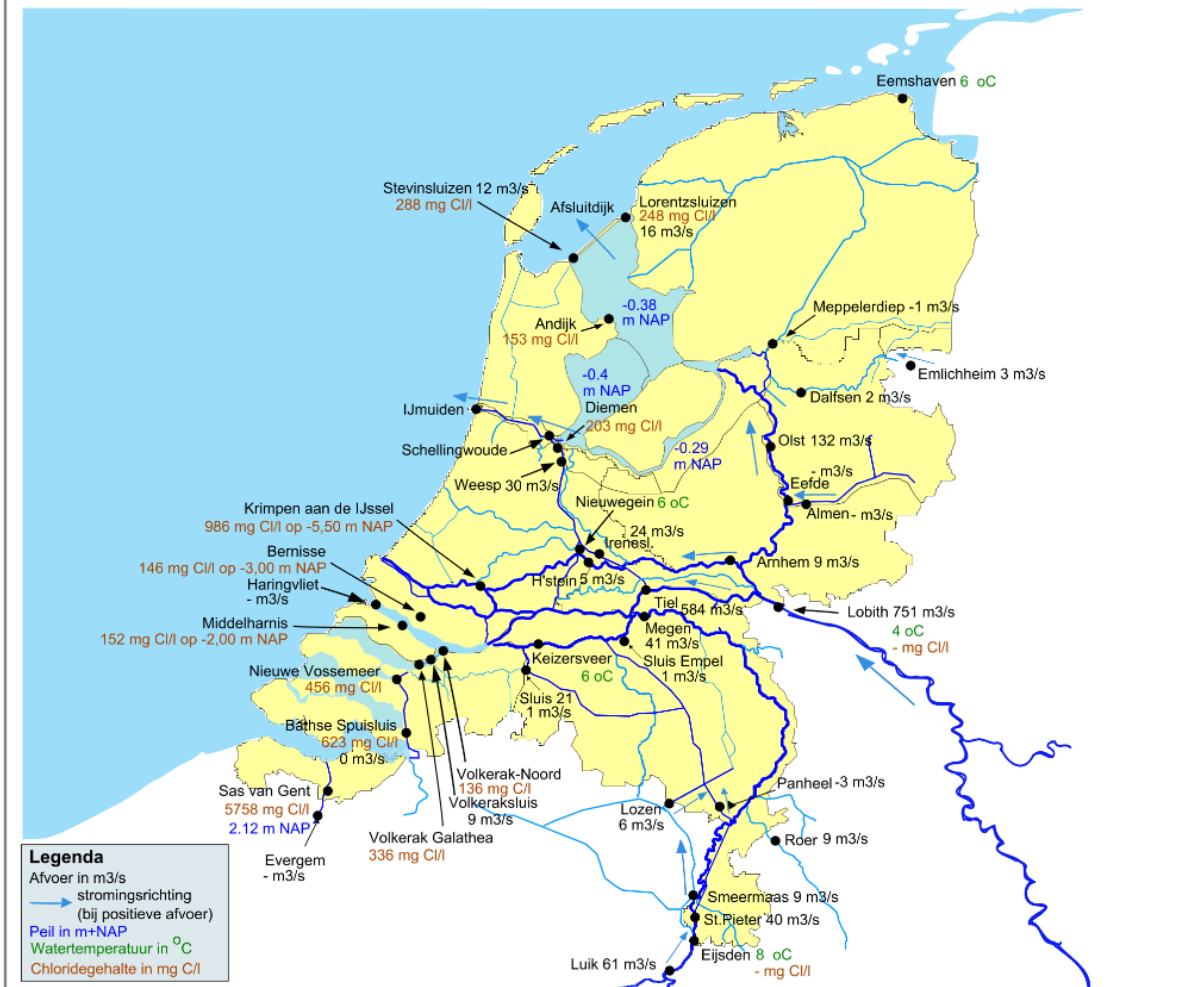 Eemshaven 6 oC
Stevinsluizen 12 m3/s
288 mg Cl/l
Afsluitdijk
Lorentzsluizen
248 mg Cl/l
16 m3/s
-0.38
m NAP
Meppelerdiep -1 m3/s
Andijk
153 mg Cl/l
Emlichheim 3 m3/s
-0.4
m NAP
Dalfsen 2 m3/s
IJmuiden
Diemen
203 mg Cl/l
Schellingwoude
Olst 132 m3/s
-0.29
m NAP
Weesp 30 m3/s
- m3/s
Eefde
Nieuwegein 6 oC
Almen - m3/s
Krimpen aan de IJssel
986 mg Cl/l op -5,50 m NAP
24 m3/s
Irenesl.
Bernisse
146 mg Cl/l op -3,00 m NAP
Arnhem 9 m3/s
H'stein 5 m3/s
Haringvliet
- m3/s
Tiel 584 m3/s
Lobith 751 m3/s
4 oC
- mg Cl/l
Middelharnis
152 mg Cl/l op -2,00 m NAP
Megen
41 m3/s
Keizersveer
6 oC
Sluis Empel
1 m3/s
Nieuwe Vossemeer
456 mg Cl/l
Sluis 21
1 m3/s
Bathse Spuisluis
623 mg Cl/l
0 m3/s
Volkerak-Noord
136 mg C/l
Volkeraksluis
9 m3/s
Panheel -3 m3/s
Sas van Gent
5758 mg Cl/l
2.12 m NAP
Lozen
6 m3/s
Volkerak Galathea
336 mg Cl/l
Roer 9 m3/s
Evergem
- m3/s
Smeermaas 9 m3/s
St.Pieter 40 m3/s
Eijsden 8 oC
- mg Cl/l
Luik 61 m3/s
Legenda
Afvoer in m3/s
stromingsrichting
(bij positieve afvoer)
Peil in m+NAP
Watertemperatuur in oC
Chloridegehalte in mg C/l